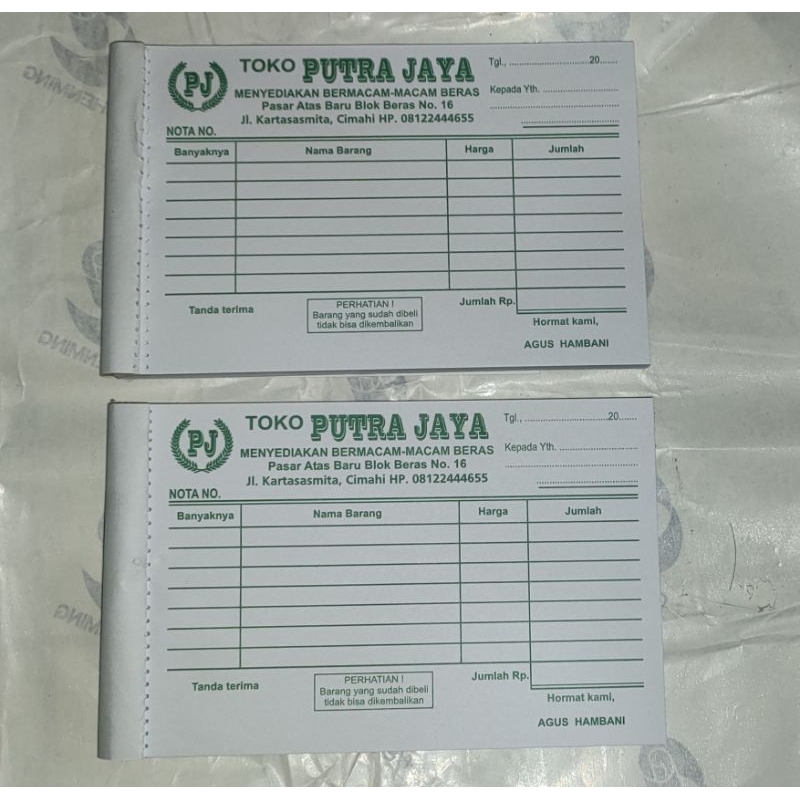 PJ
TOKO PUTRA JAYA
MENYEDIAKAN BERMACAM-MACAM BERAS
Pasar Atas Baru Blok Beras No. 16
Jl. Kartasasmita, Cimahi HP. 08122444655
Tgl., ........................20......
Kepada Yth. ........................
NOTA NO.
Banyaknya Nama Barang Harga Jumlah
Tanda terima
PERHATIAN !
Barang yang sudah dibeli
tidak bisa dikembalikan
Jumlah Rp.
Hormat kami,
AGUS HAMBANI
PJ
TOKO PUTRA JAYA
MENYEDIAKAN BERMACAM-MACAM BERAS
Pasar Atas Baru Blok Beras No. 16
Jl. Kartasasmita, Cimahi HP. 08122444655
Tgl., ........................20......
Kepada Yth. ........................
NOTA NO.
Banyaknya Nama Barang Harga Jumlah
Tanda terima
PERHATIAN !
Barang yang sudah dibeli
tidak bisa dikembalikan
Jumlah Rp.
Hormat kami,
AGUS HAMBANI